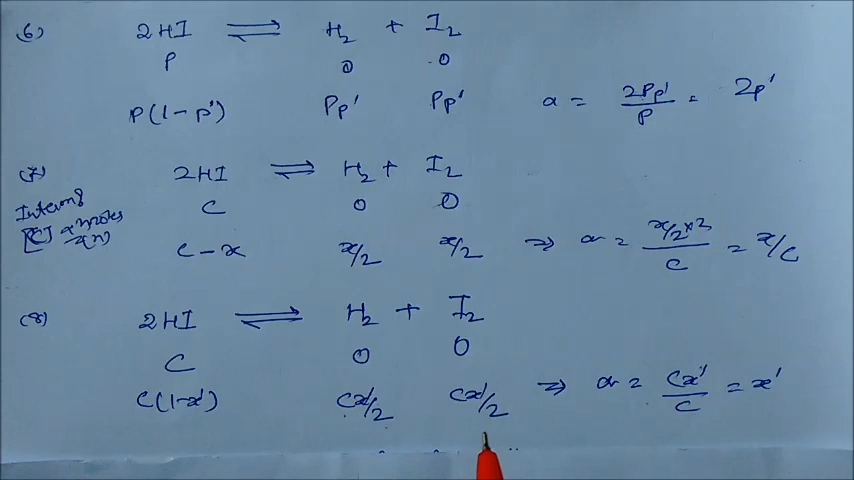 (6) 2HI ⇌ H₂ + I₂
P 0 0
P(1-p') Pp' Pp' α = 2Pp'/P = 2p'
(7) 2HI ⇌ H₂ + I₂
C 0 0
C-x x/2 x/2 ⇒ α = x/2×2/C = x/C
(8) 2HI ⇌ H₂ + I₂
C 0 0
C(1-x') Cx'/2 Cx'/2 ⇒ α = Cx'/C = x'